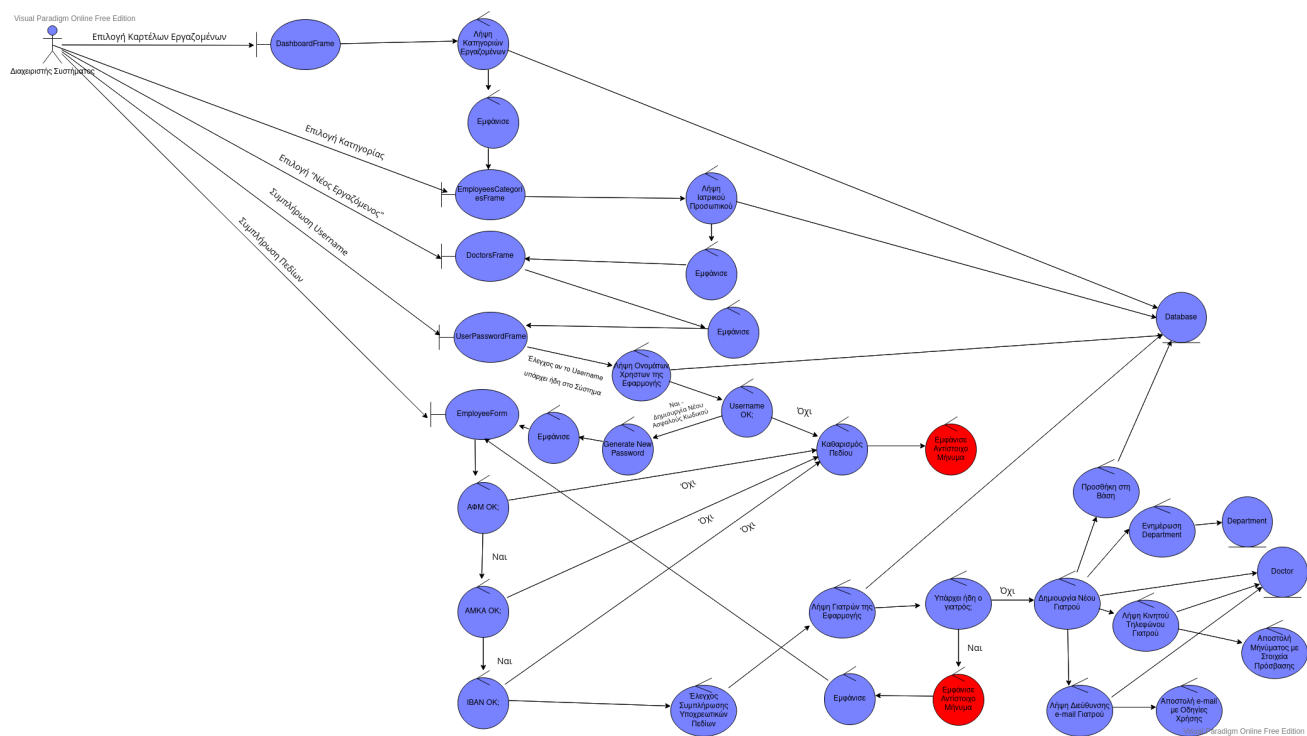 Visual Paradigm Online Free Edition
Διαχειριστής Συστήματος
Επιλογή Καρτέλων Εργαζομένων
DashboardFrame
Λήψη
Κατηγοριών
Εργαζομένων
Εμφάνισε
Επιλογή Κατηγορίας
EmployeesCategori
esFrame
Λήψη
Ιατρικού
Προσωπικού
Επιλογή "Νέος Εργαζόμενος"
DoctorsFrame
Εμφάνισε
Συμπλήρωση Username
UserPasswordFrame
Εμφάνισε
Database
Συμπλήρωση Πεδίων
Έλεγχος αν το Username
υπάρχει ήδη στο Σύστημα
Λήψη Ονομάτων
Χρηστων της
Εφαρμογής
EmployeeForm
Εμφάνισε
Generate New
Password
Ναι -
Δημιουργία Νέου
Ασφαλούς Κωδικού
Username
OK;
Όχι
Καθαρισμός
Πεδίου
Εμφάνισε
Αντίστοιχο
Μήνυμα
ΑΦΜ OK;
Όχι
Ναι
Όχι
Όχι
Προσθήκη στη
Βάση
Ενημέρωση
Department
Department
Doctor
ΑΜΚΑ OK;
Ναι
Λήψη Γιατρών της
Εφαρμογής
Υπάρχει ήδη ο
γιατρός;
Όχι
Δημιουργία Νέου
Γιατρού
Λήψη Κινητού
Τηλεφώνου
Γιατρού
Αποστολή
Μηνύματος με
Στοιχεία
Πρόσβασης
Ναι
IBAN OK;
Έλεγχος
Συμπλήρωσης
Υποχρεωτικών
Πεδίων
Εμφάνισε
Εμφάνισε
Αντίστοιχο
Μήνυμα
Λήψη Διεύθυνσης
e-mail Γιατρού
Αποστολή e-mail
με Οδηγίες
Χρήσης
Visual Paradigm Online Free Edition